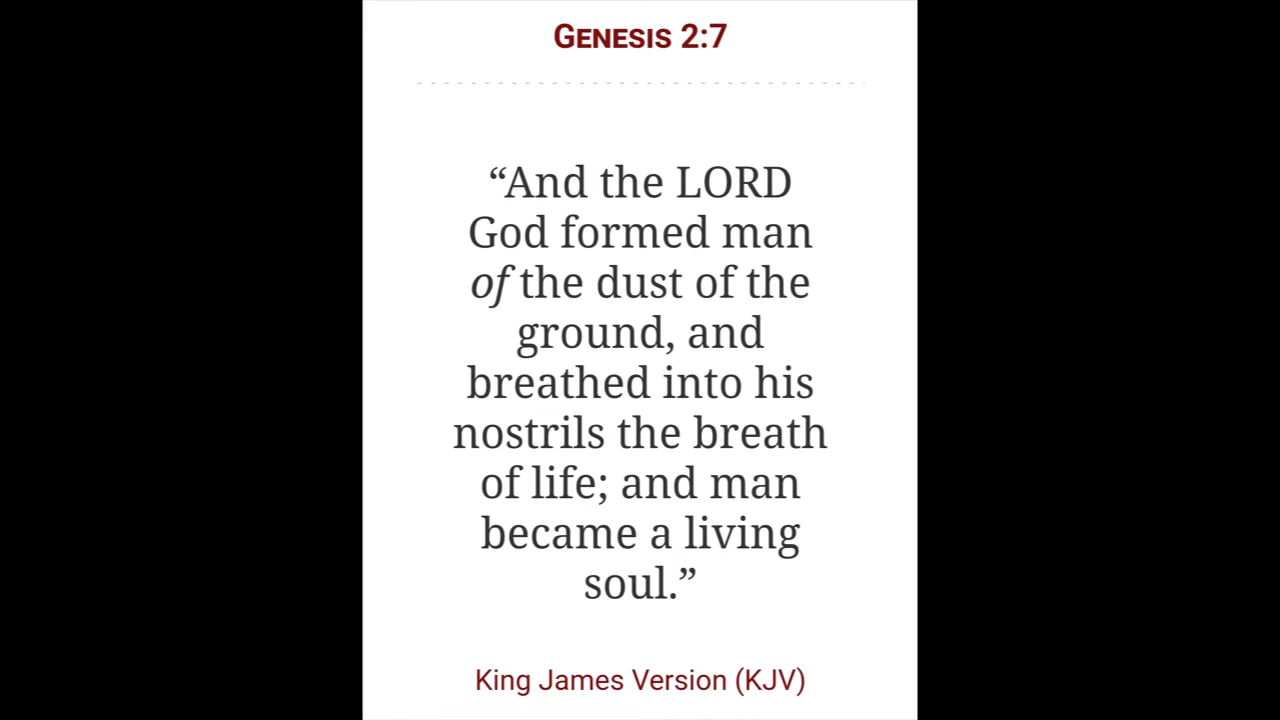 Genesis 2:7
“And the LORD
God formed man
of the dust of the
ground, and
breathed into his
nostrils the breath
of life; and man
became a living
soul.”
King James Version (KJV)